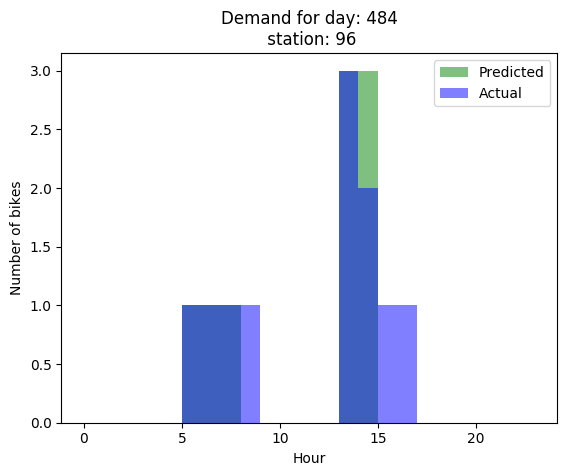 Demand for day: 484
station: 96
Predicted
Actual
Number of bikes
3.0
2.5
2.0
1.5
1.0
0.5
0.0
0
5
10
15
20
Hour